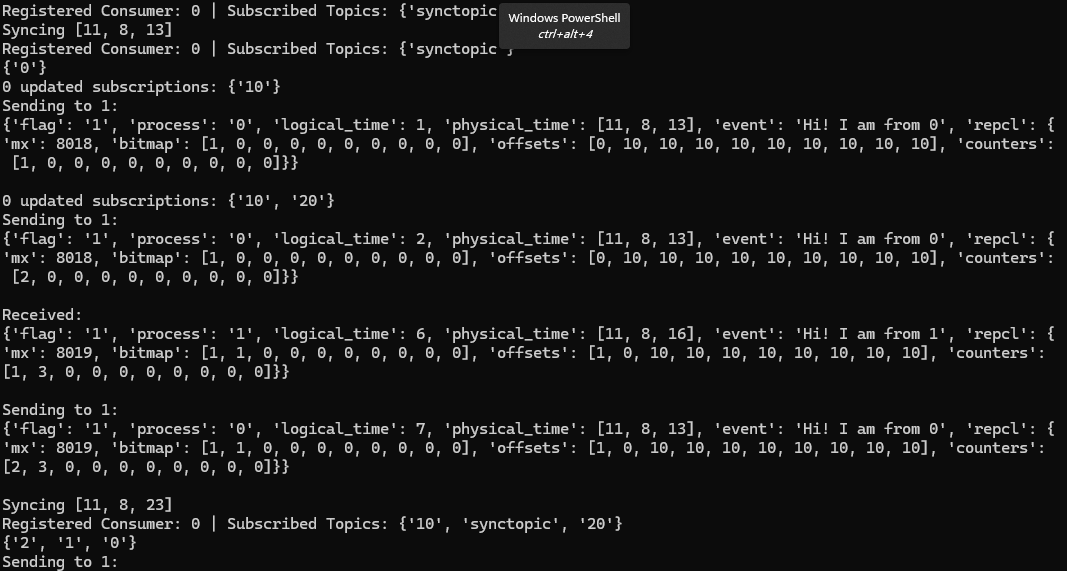 Registered Consumer: 0 | Subscribed Topics: {'synctopic
Windows PowerShell
ctrl+alt+4
Syncing [11, 8, 13]
Registered Consumer: 0 | Subscribed Topics: {'synctopic'}
{'0'}
0 updated subscriptions: {'10'}
Sending to 1:
{'flag': '1', 'process': '0', 'logical_time': 1, 'physical_time': [11, 8, 13], 'event': 'Hi! I am from 0', 'repcl': {
'mx': 8018, 'bitmap': [1, 0, 0, 0, 0, 0, 0, 0, 0, 0], 'offsets': [0, 10, 10, 10, 10, 10, 10, 10, 10, 10], 'counters':
[1, 0, 0, 0, 0, 0, 0, 0, 0, 0]}}
0 updated subscriptions: {'10', '20'}
Sending to 1:
{'flag': '1', 'process': '0', 'logical_time': 2, 'physical_time': [11, 8, 13], 'event': 'Hi! I am from 0', 'repcl': {
'mx': 8018, 'bitmap': [1, 0, 0, 0, 0, 0, 0, 0, 0, 0], 'offsets': [0, 10, 10, 10, 10, 10, 10, 10, 10, 10], 'counters':
[2, 0, 0, 0, 0, 0, 0, 0, 0, 0]}}
Received:
{'flag': '1', 'process': '1', 'logical_time': 6, 'physical_time': [11, 8, 16], 'event': 'Hi! I am from 1', 'repcl': {
'mx': 8019, 'bitmap': [1, 1, 0, 0, 0, 0, 0, 0, 0, 0], 'offsets': [1, 0, 10, 10, 10, 10, 10, 10, 10, 10], 'counters':
[1, 3, 0, 0, 0, 0, 0, 0, 0, 0]}}
Sending to 1:
{'flag': '1', 'process': '0', 'logical_time': 7, 'physical_time': [11, 8, 13], 'event': 'Hi! I am from 0', 'repcl': {
'mx': 8019, 'bitmap': [1, 1, 0, 0, 0, 0, 0, 0, 0, 0], 'offsets': [1, 0, 10, 10, 10, 10, 10, 10, 10, 10], 'counters':
[2, 3, 0, 0, 0, 0, 0, 0, 0, 0]}}
Syncing [11, 8, 23]
Registered Consumer: 0 | Subscribed Topics: {'10', 'synctopic', '20'}
{'2', '1', '0'}
Sending to 1: